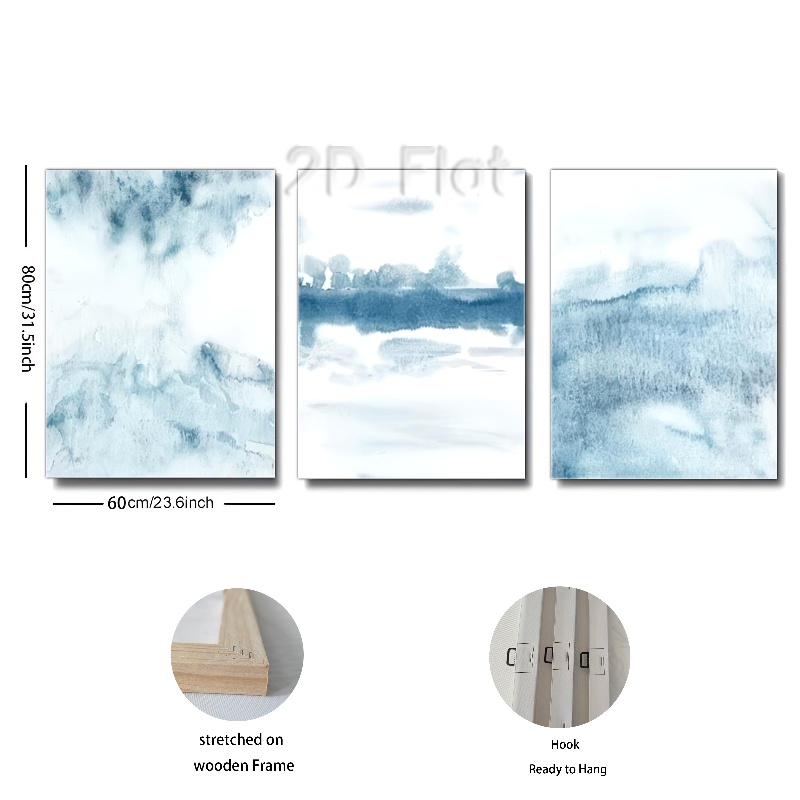 2D Flat
80cm/31.5inch
60cm/23.6inch
stretched on
wooden Frame
Hook
Ready to Hang